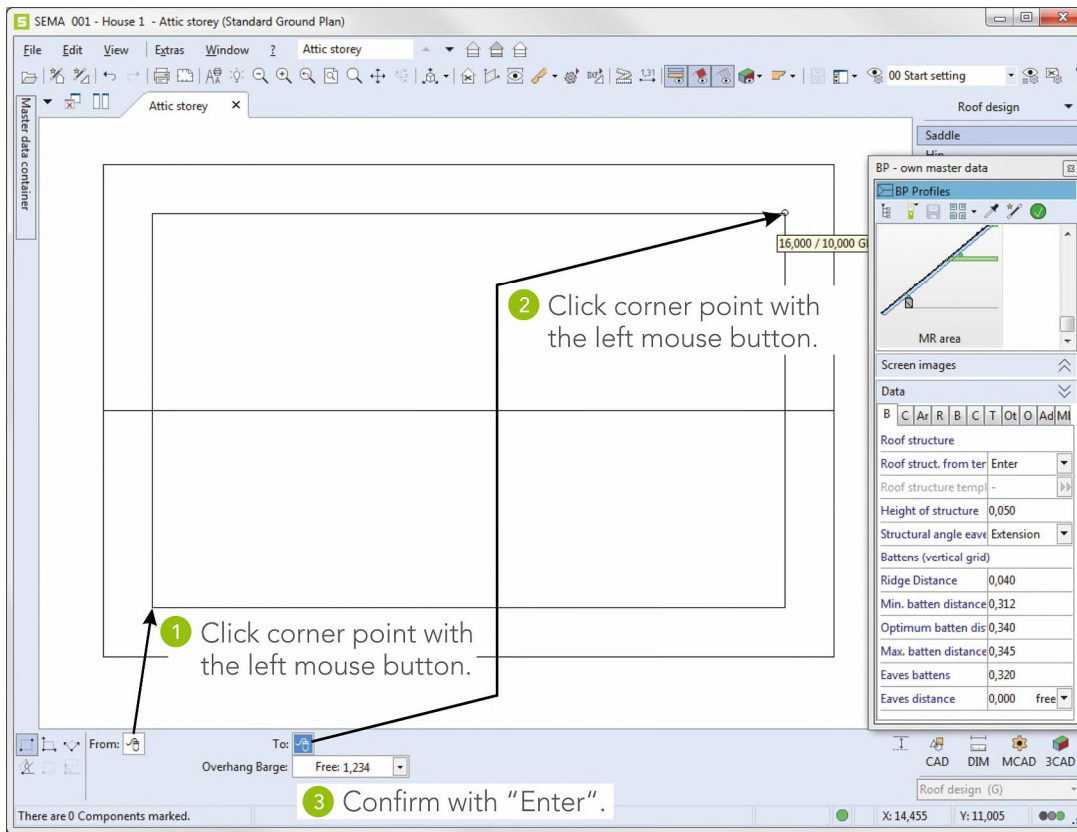 SEMA 001 - House 1 - Attic storey (Standard Ground Plan)
File Edit View Extras Window ? Attic storey
1,31 00 Start setting
Master data container
Attic storey
Roof design
Saddle
BP - own master data
BP Profiles
MR area
16,000 / 10,000
2 Click corner point with
the left mouse button.
Screen images
Data
B C Ar R B C T Ot O Ad
Roof structure
Roof struct. from ter Enter
Roof structure templ -
Height of structure 0,050
Structural angle eave Extension
Battens (vertical grid)
Ridge Distance 0,040
Min. batten distance 0,312
Optimum batten dis 0,340
Max. batten distance 0,345
Eaves battens 0,320
Eaves distance 0,000 free
1 Click corner point with
the left mouse button.
From: To:
Overhang Barge: Free: 1,234
CAD DIM MCAD 3CAD
3 Confirm with “Enter“.
Roof design (G)
There are 0 Components marked. X: 14,455 Y: 11,005